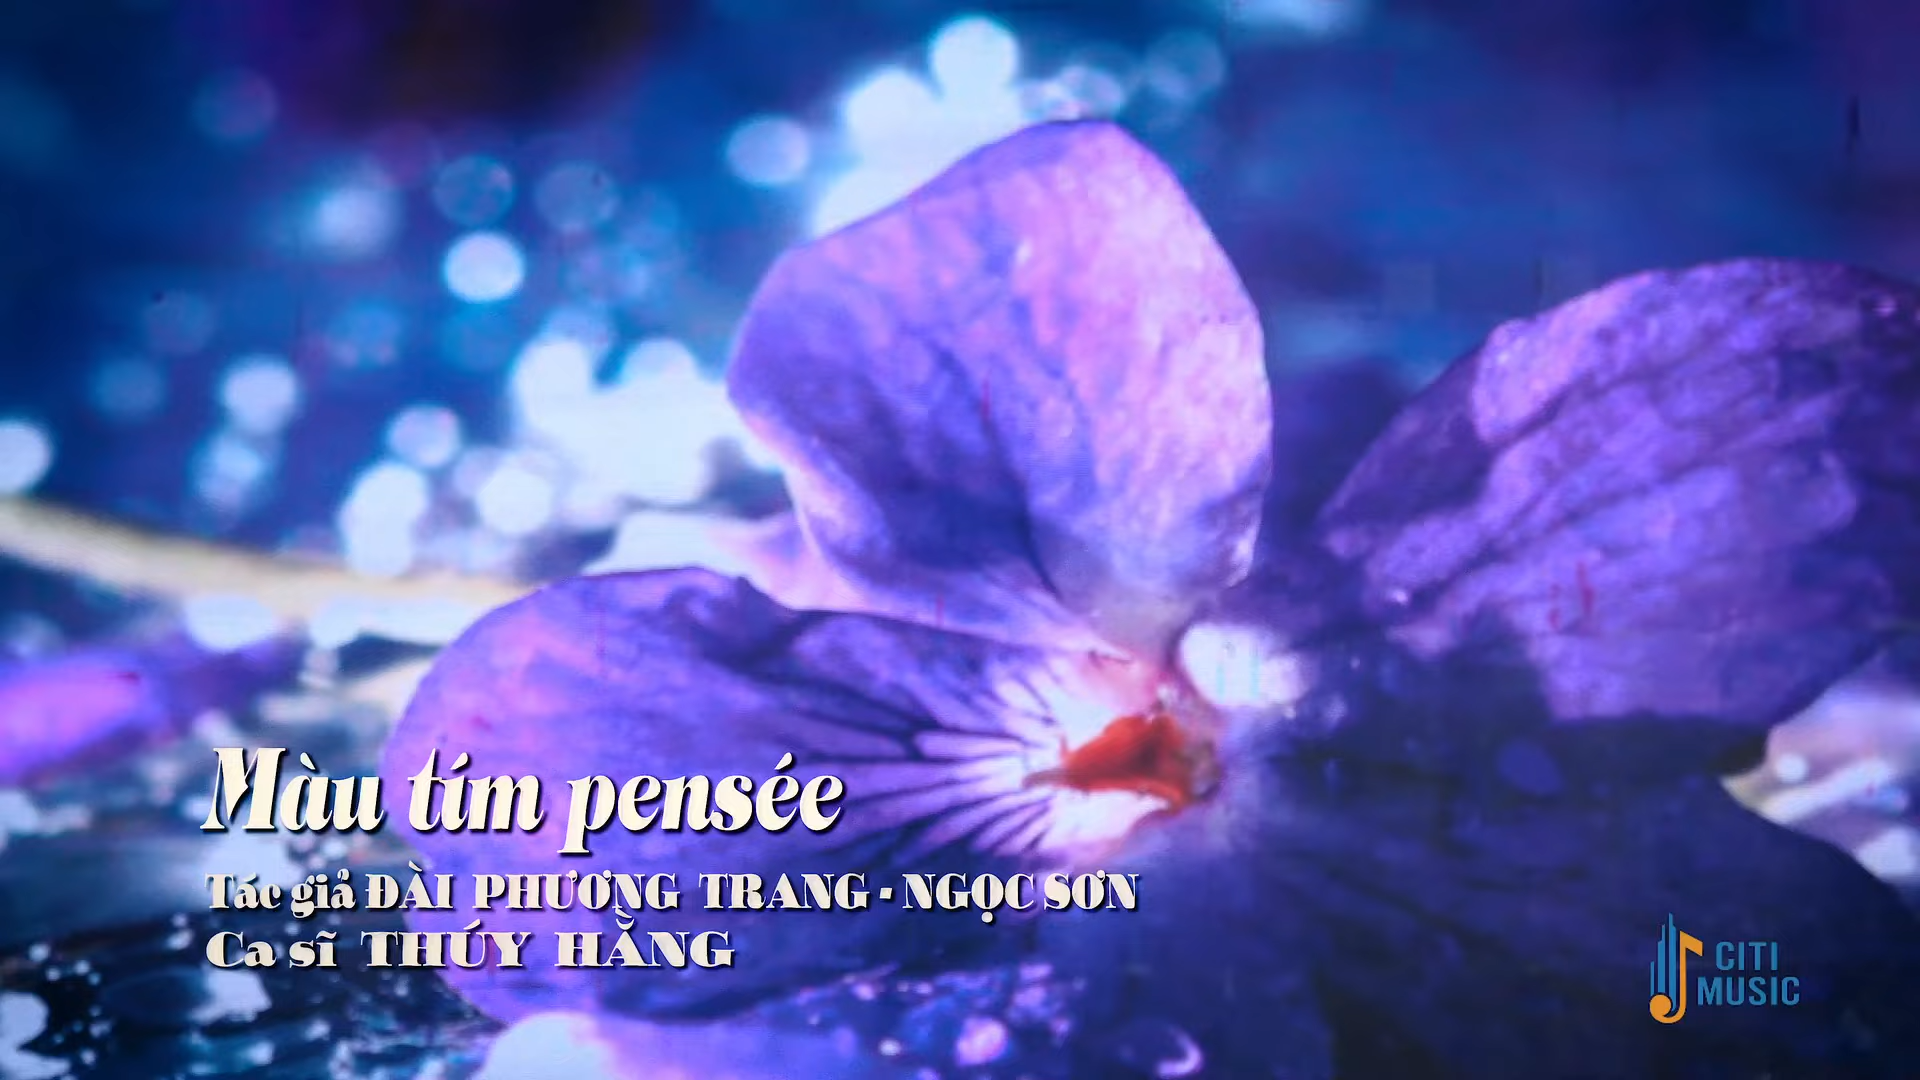 Màu tím pensée
Tác giả ĐÀI PHƯƠNG TRANG - NGỌC SƠN
Ca sĩ THÚY HẰNG
CITI
MUSIC